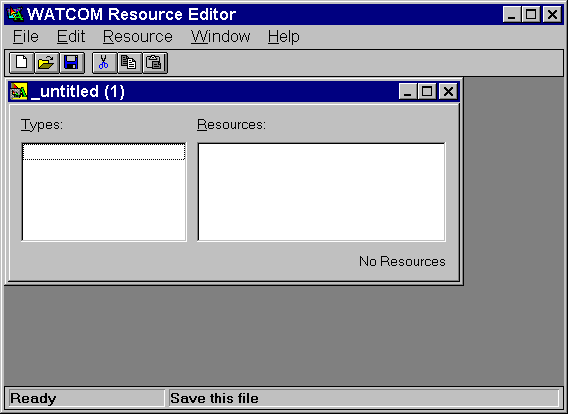 WATCOM Resource Editor
File Edit Resource Window Help
_untitled (1)
Types: Resources:
No Resources
Ready Save this file